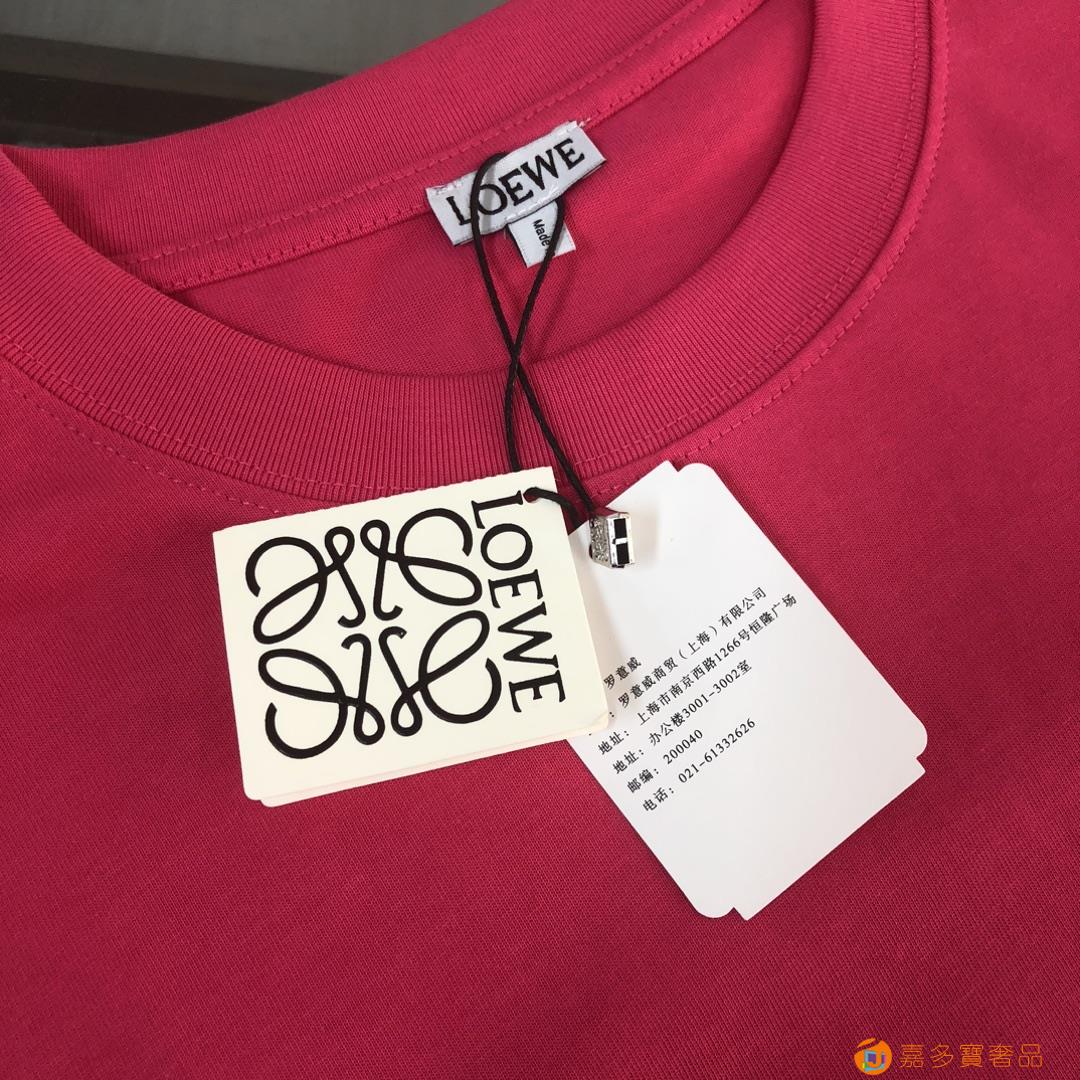 LOEWE
Made
LOEWE
罗意威
：罗意威商贸（上海）有限公司
地址：上海市南京西路1266号恒隆广场
地址：办公楼3001-3002室
邮编：200040
电话：021-61332626
嘉多寶奢品